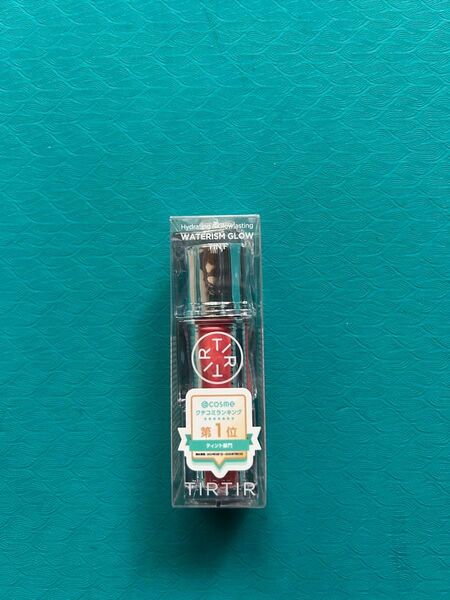 Hydrating & Glowlasting
WATERISM GLOW
TINT
TIRTIR
@cosme
クチコミランキング
第1位
ティント部門
TIRTIR